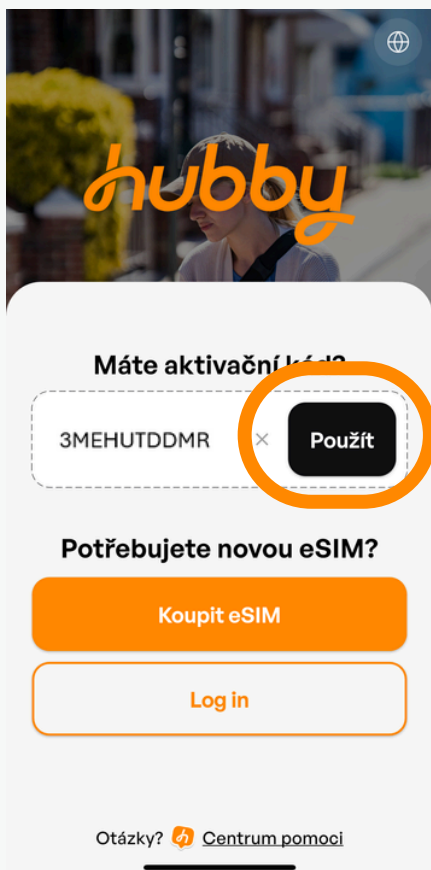 hubby
Máte aktivační kód?
3MEHUTDDMR × Použít
Potřebujete novou eSIM?
Koupit eSIM
Log in
Otázky? Centrum pomoci